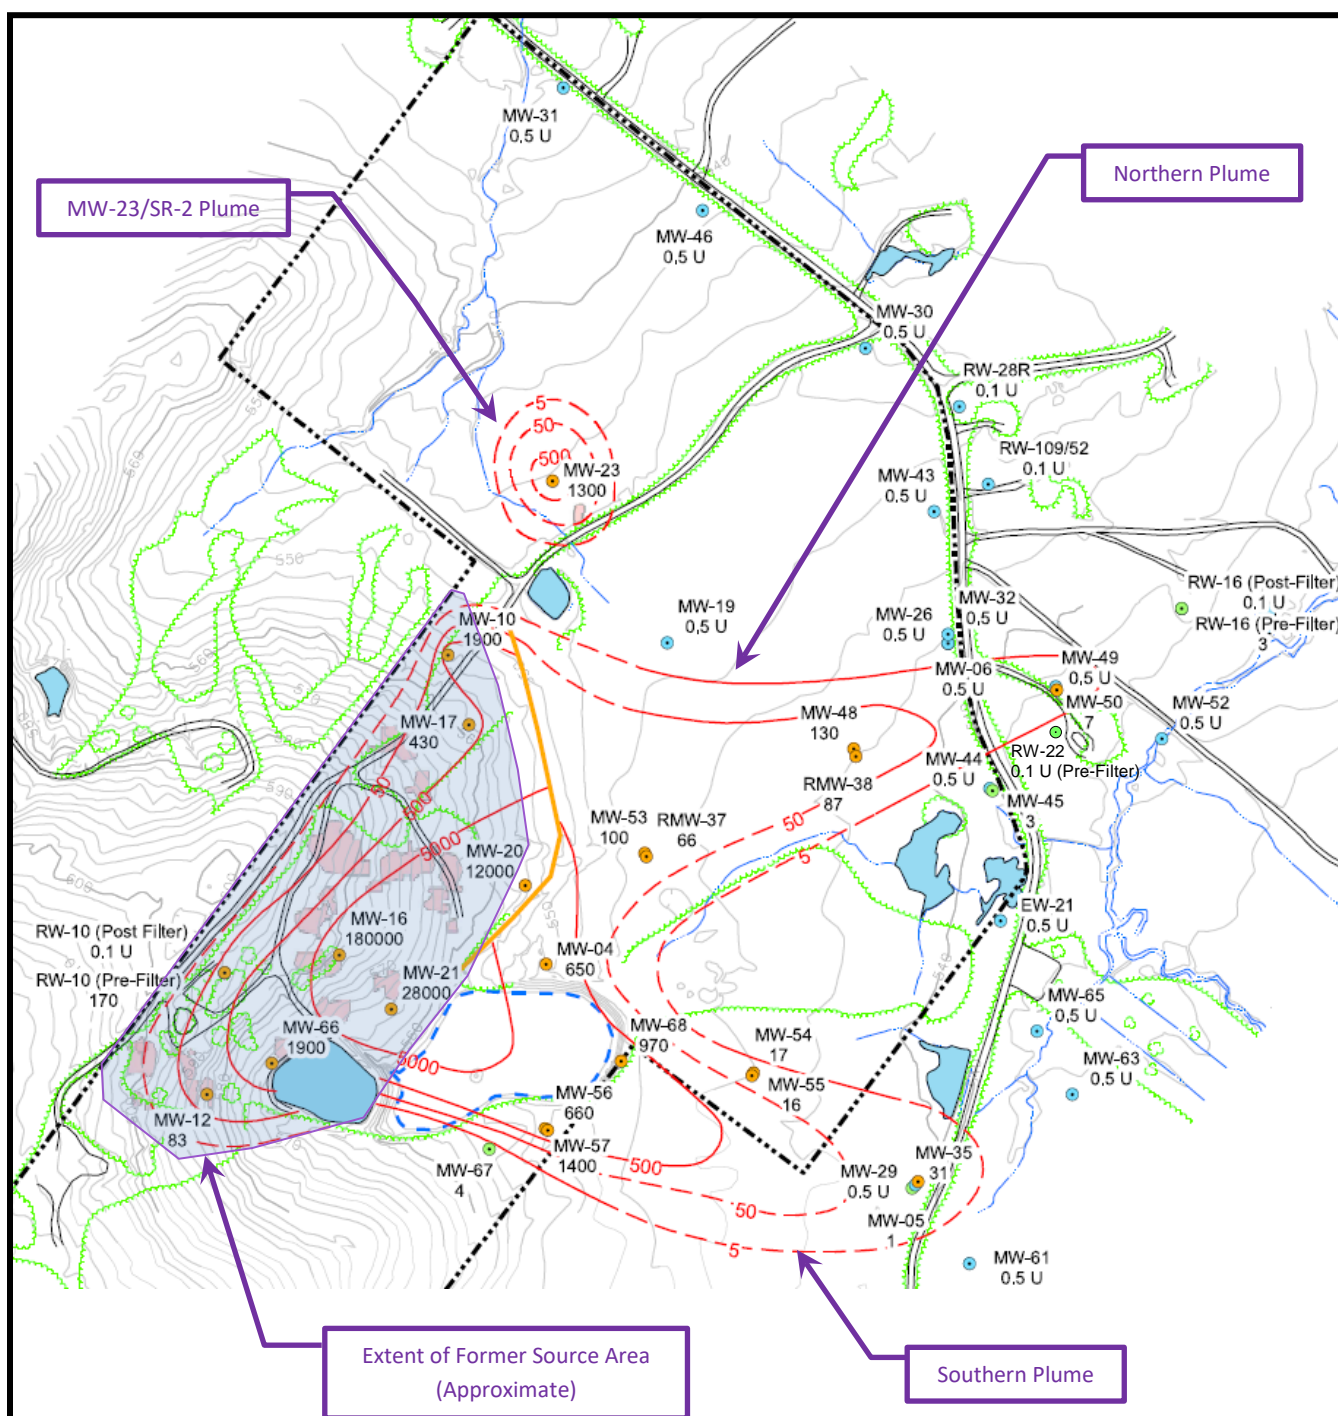 MW-31
0,5 U
MW-23/SR-2 Plume
Northern Plume
MW-46
0,5 U
MW-30
0,5 U
RW-28R
0.1 U
5
50
500
MW-23
1300
RW-109/52
0.1 U
MW-43
0.5 U
550
RW-16 (Post-Filter)
0.1 U
RW-16 (Pre-Filter)
3
MW-10
1900
MW-19
0,5 U
MW-26
0.5 U
MW-32
0,5 U
MW-06
0.5 U
MW-49
0,5 U
MW-50
7
MW-52
0.5 U
MW-17
430
MW-48
130
MW-44
0.5 U
RW-22
0.1 U (Pre-Filter)
RMW-38
87
MW-45
3
50
500
5000
50
5
MW-53
100
RMW-37
66
MW-20
12000
EW-21
0,5 U
RW-10 (Post Filter)
0.1 U
MW-16
180000
RW-10 (Pre-Filter)
170
MW-04
650
MW-21
28000
540
MW-65
0,5 U
MW-66
1900
MW-68
970
MW-54
17
5000
MW-55
16
MW-63
0,5 U
MW-56
660
MW-12
83
MW-57
1400
500
MW-67
4
MW-29
0.5 U
MW-35
31
50
MW-05
1
5
MW-61
0.5 U
Extent of Former Source Area
(Approximate)
Southern Plume